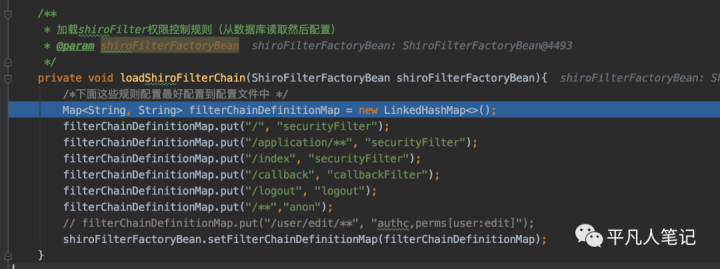 /**
* 加载shiroFilter权限控制规则（从数据库读取然后配置）
* @param shiroFilterFactoryBean shiroFilterFactoryBean: ShiroFilterFactoryBean@4493
*/
private void loadShiroFilterChain(ShiroFilterFactoryBean shiroFilterFactoryBean){ shiroFilterFactoryBean: Sh
/*下面这些规则配置最好配置到配置文件中 */
Map<String, String> filterChainDefinitionMap = new LinkedHashMap<>();
filterChainDefinitionMap.put("/", "securityFilter");
filterChainDefinitionMap.put("/application/**", "securityFilter");
filterChainDefinitionMap.put("/index", "securityFilter");
filterChainDefinitionMap.put("/callback", "callbackFilter");
filterChainDefinitionMap.put("/logout", "logout");
filterChainDefinitionMap.put("/**","anon");
// filterChainDefinitionMap.put("/user/edit/**", "authc,perms[user:edit]");
shiroFilterFactoryBean.setFilterChainDefinitionMap(filterChainDefinitionMap);
}
平凡人笔记